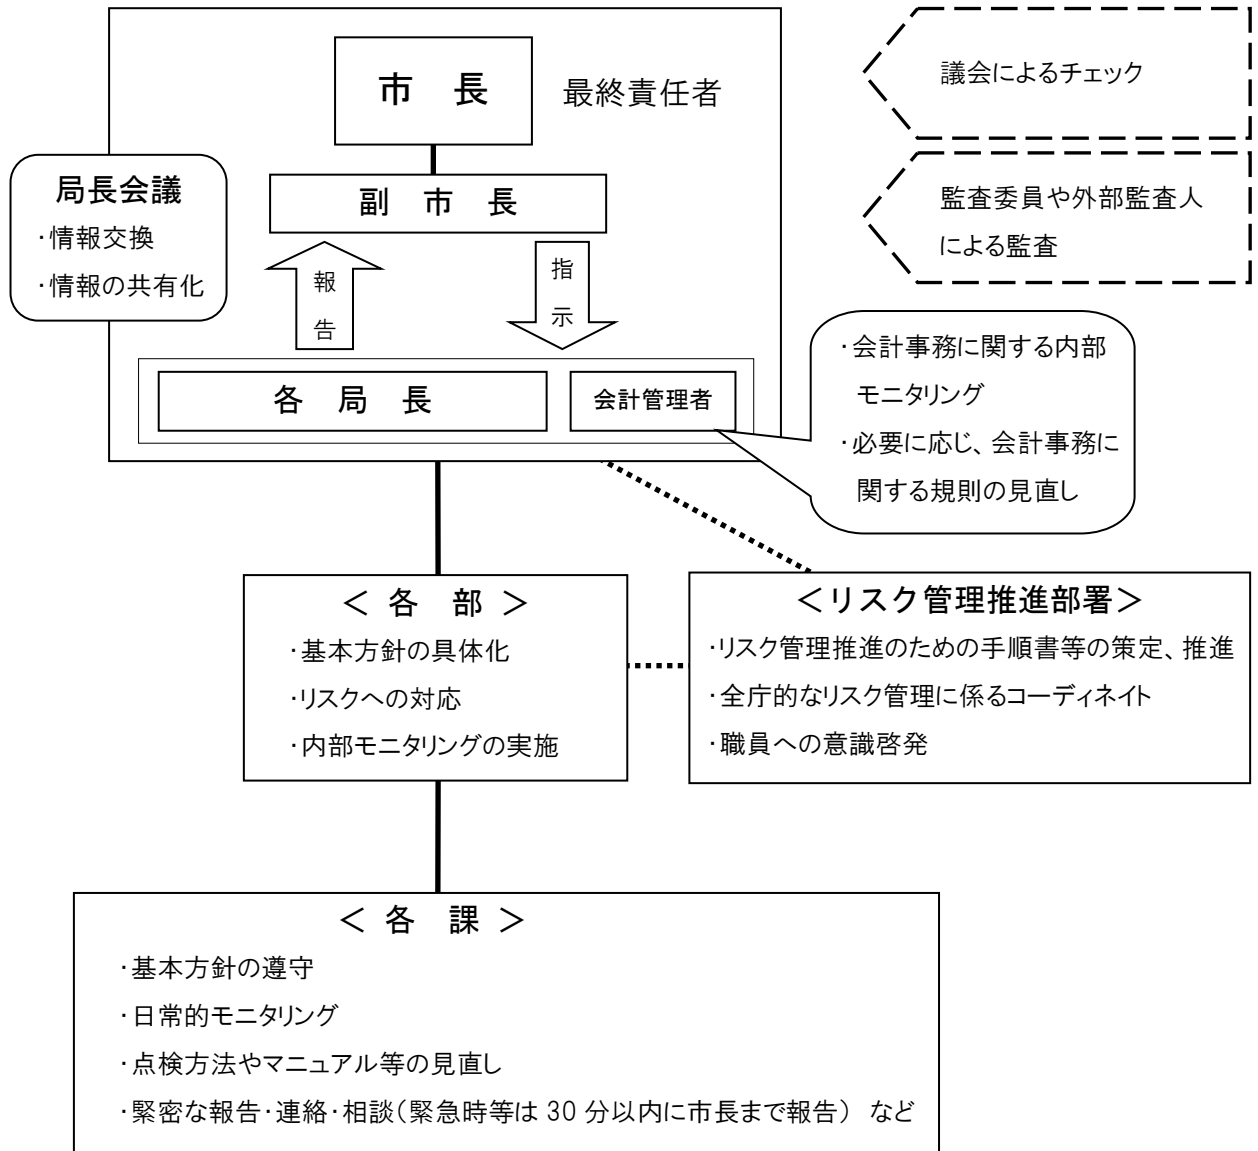 市　長
最終責任者
議会によるチェック
副　市　長
局長会議
・情報交換
・情報の共有化
監査委員や外部監査人
による監査
報
告
指
示
各　局　長
会計管理者
・会計事務に関する内部
モニタリング
・必要に応じ、会計事務に
関する規則の見直し
＜ 各　部 ＞
・基本方針の具体化
・リスクへの対応
・内部モニタリングの実施
＜リスク管理推進部署＞
・リスク管理推進のための手順書等の策定、推進
・全庁的なリスク管理に係るコーディネイト
・職員への意識啓発
＜ 各　課 ＞
・基本方針の遵守
・日常的モニタリング
・点検方法やマニュアル等の見直し
・緊密な報告・連絡・相談（緊急時等は 30 分以内に市長まで報告）　など